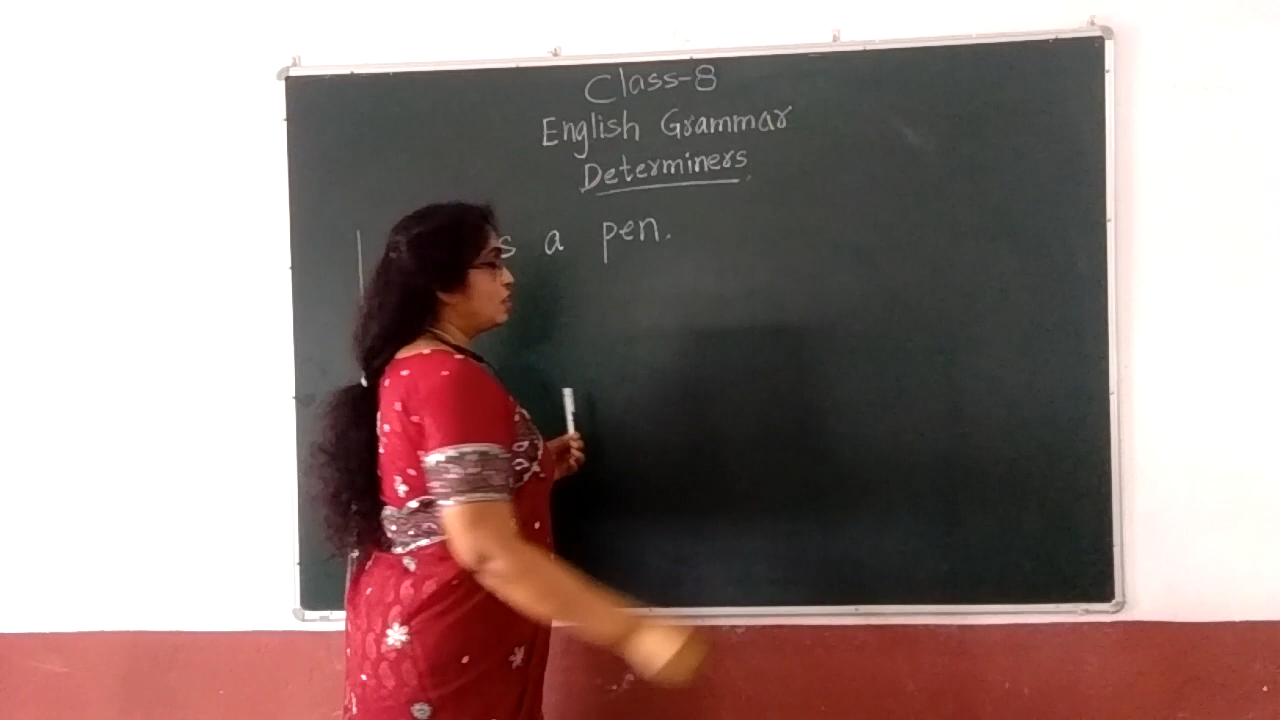 Class-8
English Grammar
Determiners
a pen.